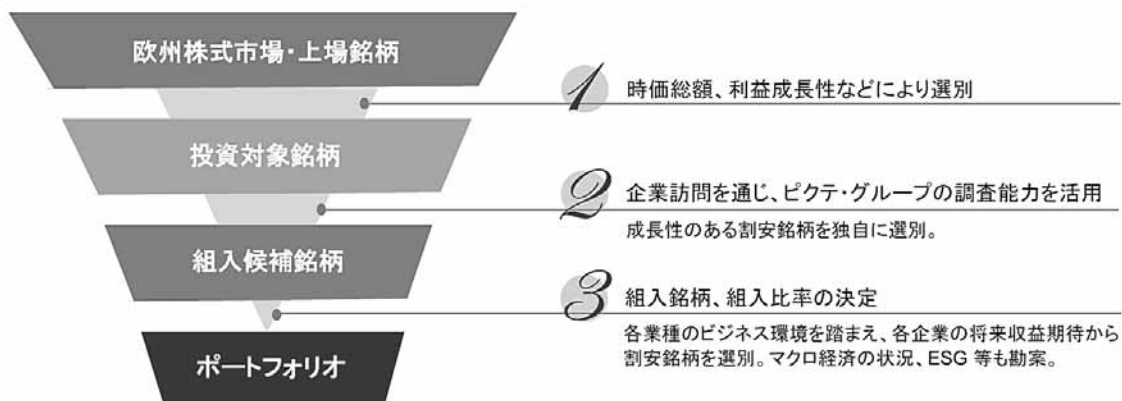 欧州株式市場・上場銘柄
1 時価総額、利益成長性などにより選別
投資対象銘柄
2 企業訪問を通じ、ピクテ・グループの調査能力を活用
成長性のある割安銘柄を独自に選別。
組入候補銘柄
3 組入銘柄、組入比率の決定
各業種のビジネス環境を踏まえ、各企業の将来収益期待から
割安銘柄を選別。マクロ経済の状況、ESG 等も勘案。
ポートフォリオ